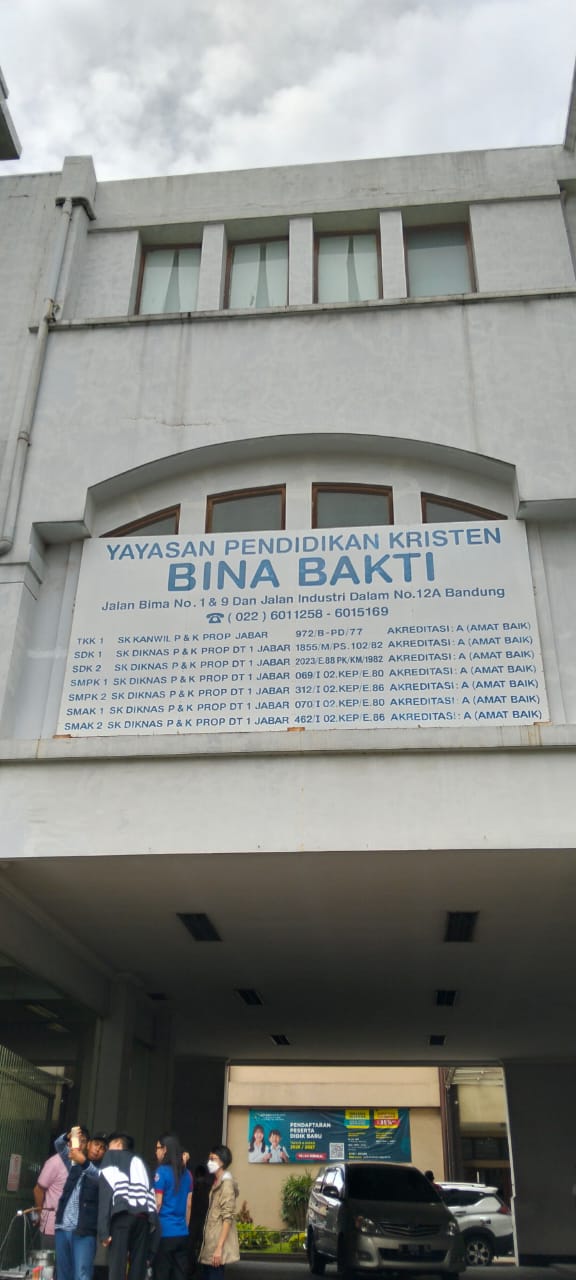 YAYASAN PENDIDIKAN KRISTEN
BINA BAKTI
Jalan Bima No. 1 & 9 Dan Jalan Industri Dalam No.12A Bandung
☎ ( 022 ) 6011258 - 6015169
TKK 1 SK KANWIL P & K PROP JABAR 972/B-PD/77 AKREDITASI : A (AMAT BAIK)
SDK 1 SK DIKNAS P & K PROP DT 1 JABAR 1855/M/PS.102/82 AKREDITASI : A (AMAT BAIK)
SDK 2 SK DIKNAS P & K PROP DT 1 JABAR 2023/E.88 PK/KM/1982 AKREDITASI : A (AMAT BAIK)
SMPK 1 SK DIKNAS P & K PROP DT 1 JABAR 069/I 02.KEP/E.80 AKREDITASI : A (AMAT BAIK)
SMPK 2 SK DIKNAS P & K PROP DT 1 JABAR 312/I 02.KEP/E.86 AKREDITASI : A (AMAT BAIK)
SMAK 1 SK DIKNAS P & K PROP DT 1 JABAR 070/I 02.KEP/E.80 AKREDITASI : A (AMAT BAIK)
SMAK 2 SK DIKNAS P & K PROP DT 1 JABAR 462/I 02.KEP/E.86 AKREDITASI : A (AMAT BAIK)
PENDAFTARAN
PESERTA
DIDIK BARU